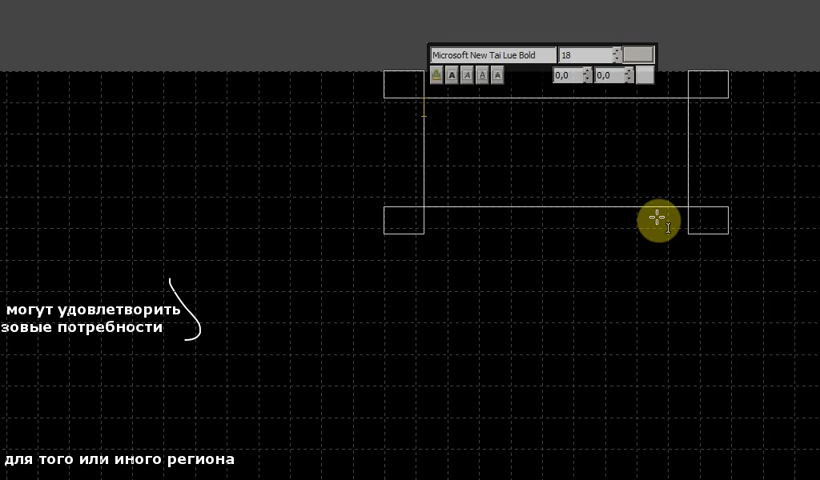 Microsoft New Tai Lue Bold 18
A A A A 0,0 0,0
могут удовлетворить
зовые потребности
для того или иного региона